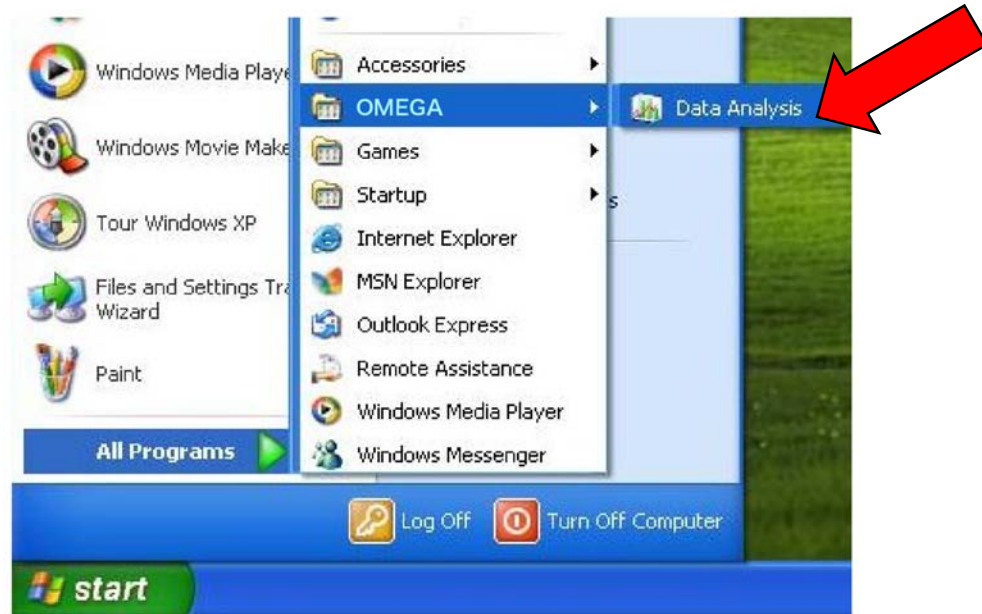 Windows Media Playe
Windows Movie Make
Tour Windows XP
Files and Settings Tra
Wizard
Paint
All Programs
Accessories
OMEGA
Games
Startup
Internet Explorer
MSN Explorer
Outlook Express
Remote Assistance
Windows Media Player
Windows Messenger
Data Analysis
s
Log Off
Turn Off Computer
start